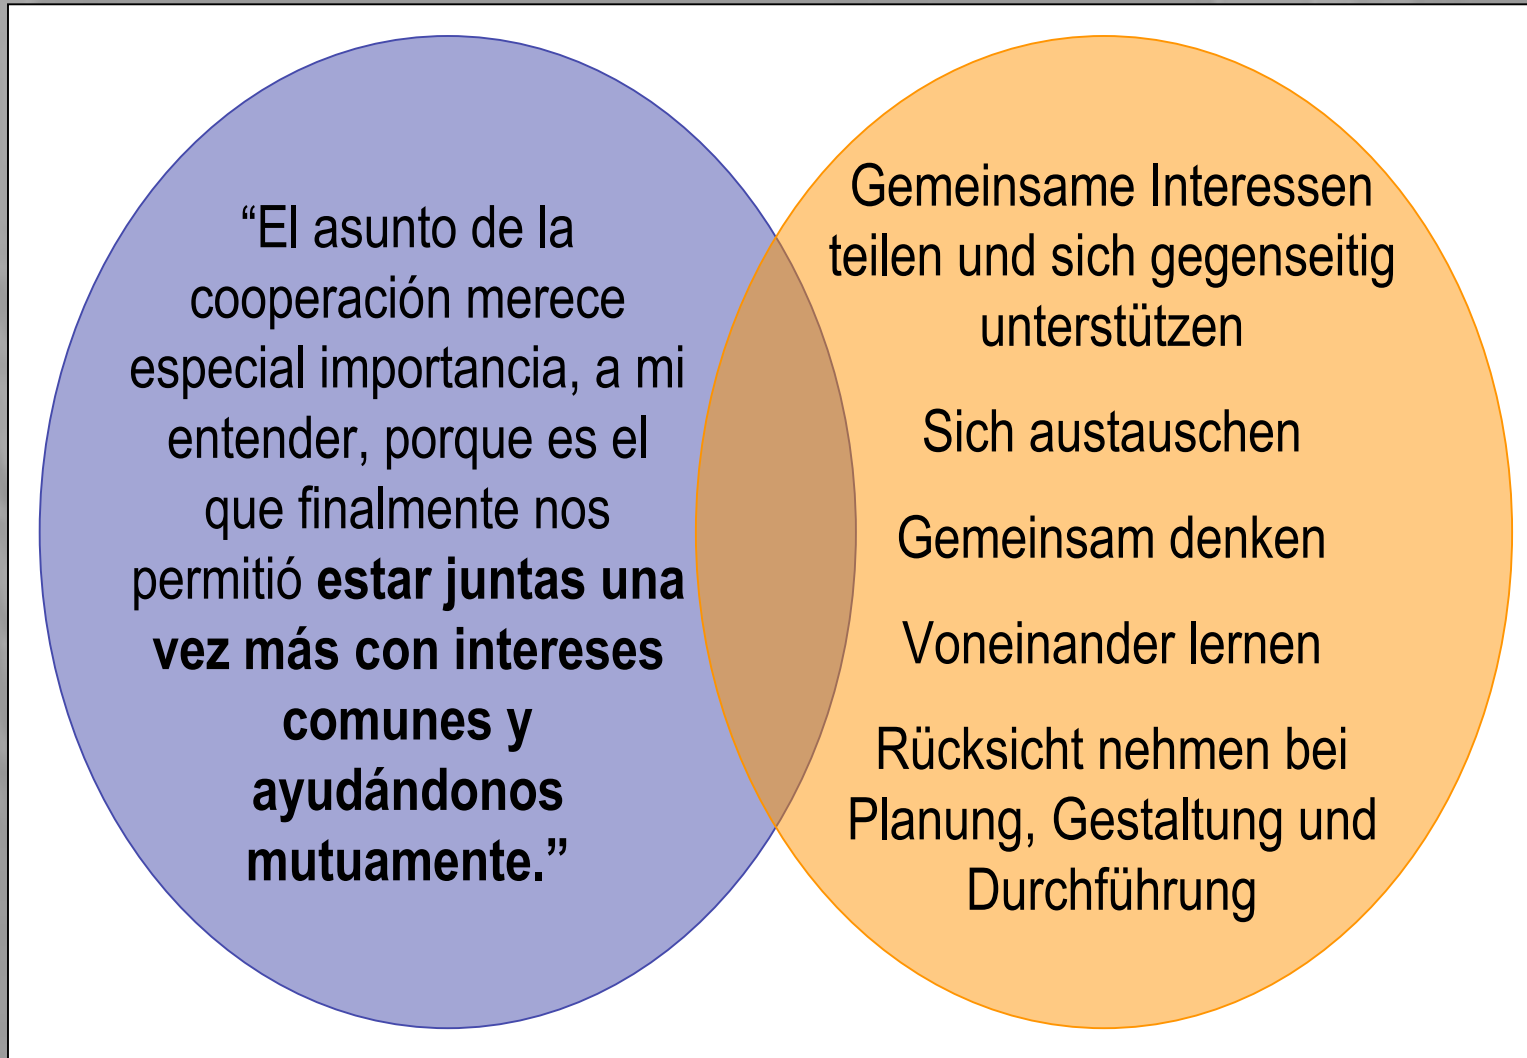 “El asunto de la
cooperación merece
especial importancia, a mi
entender, porque es el
que finalmente nos
permitió estar juntas una
vez más con intereses
comunes y
ayudándonos
mutuamente.”
Gemeinsame Interessen
teilen und sich gegenseitig
unterstützen
Sich austauschen
Gemeinsam denken
Voneinander lernen
Rücksicht nehmen bei
Planung, Gestaltung und
Durchführung